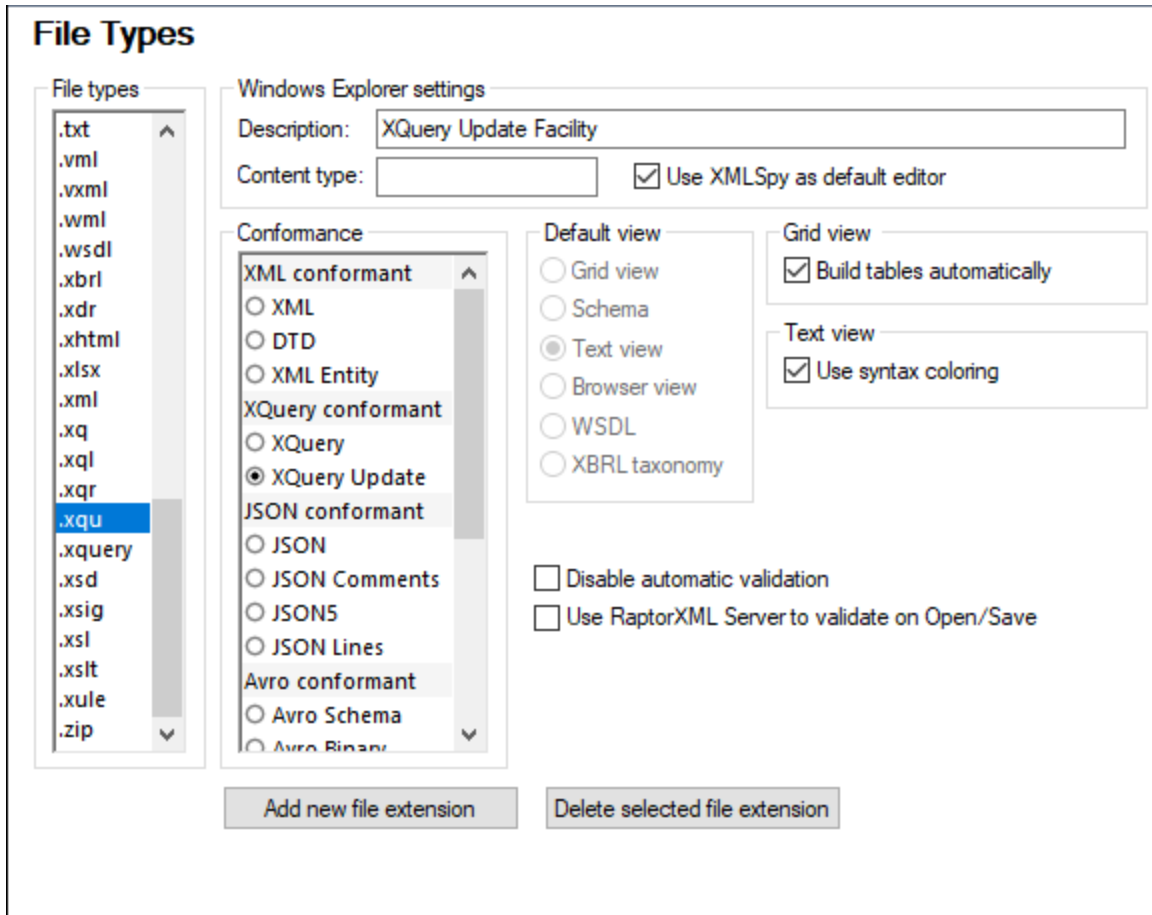 File Types
File types
.txt
.vml
.vxml
.wml
.wsdl
.xbrl
.xdr
.xhtml
.xlsx
.xml
.xq
.xql
.xqr
.xqu
.xquery
.xsd
.xsig
.xsl
.xslt
.xule
.zip
Windows Explorer settings
Description: XQuery Update Facility
Content type: Use XMLSpy as default editor
Conformance
XML conformant
XML
DTD
XML Entity
XQuery conformant
XQuery
XQuery Update
JSON conformant
JSON
JSON Comments
JSON5
JSON Lines
Avro conformant
Avro Schema
Avro Binary
Default view
Grid view
Schema
Text view
Browser view
WSDL
XBRL taxonomy
Grid view
Build tables automatically
Text view
Use syntax coloring
Disable automatic validation
Use RaptorXML Server to validate on Open/Save
Add new file extension
Delete selected file extension